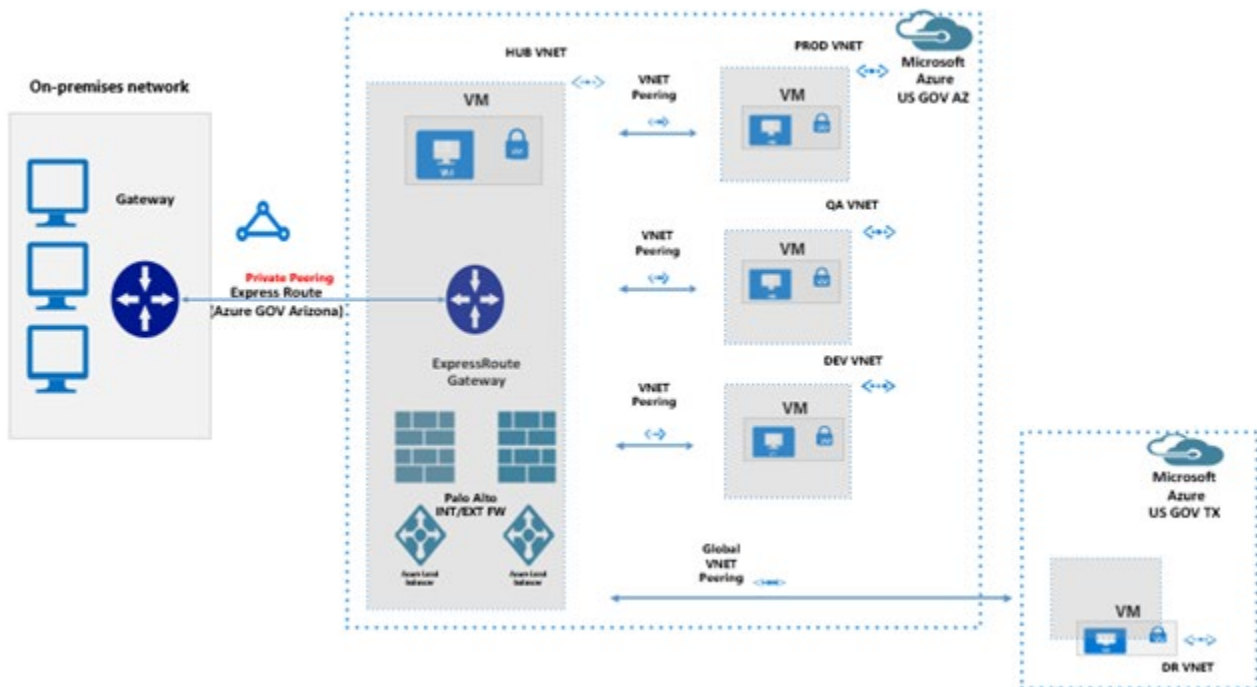 On-premises network
Gateway
Private Peering
Express Route
(Azure GOV Arizona)
HUB VNET
VM
ExpressRoute
Gateway
Palo Alto
INT/EXT FW
VNET
Peering
PROD VNET
VM
Microsoft
Azure
US GOV AZ
VNET
Peering
QA VNET
VM
VNET
Peering
DEV VNET
VM
Global
VNET
Peering
Microsoft
Azure
US GOV TX
VM
DR VNET